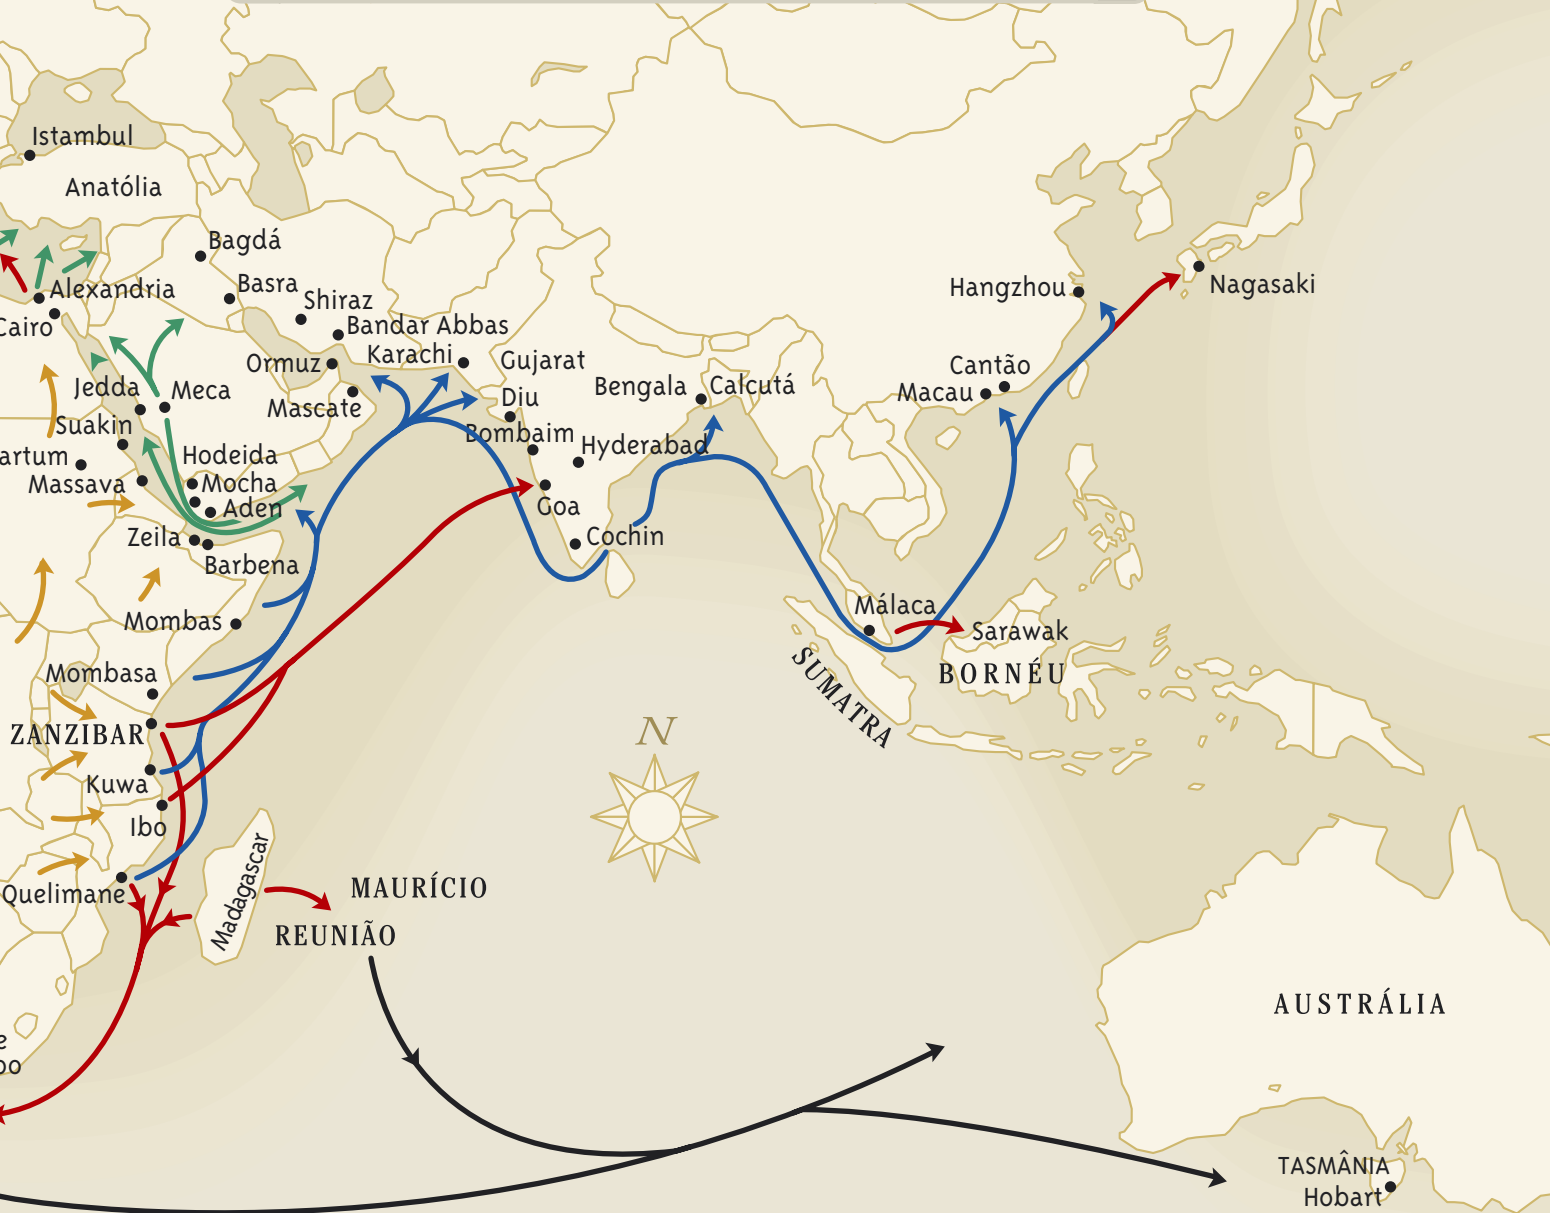 Istambul
Anatólia
Bagdá
Basra
Alexandria
Cairo
Shiraz
Bandar Abbas
Ormuz
Karachi
Gujarat
Mascate
Diu
Bengala
Calcutá
Jedda
Meca
Suakin
Bombaim
Hyderabad
artum
Hodeida
Massava
Mocha
Aden
Goa
Zeila
Cochin
Barbena
Hangzhou
Nagasaki
Cantão
Macau
Mombas
Málaca
Sarawak
BORNÉU
SUMATRA
Mombasa
ZANZIBAR
N
Kuwa
Ibo
Quelimane
Madagascar
MAURÍCIO
REUNIÃO
AUSTRÁLIA
e
bo
TASMÂNIA
Hobart